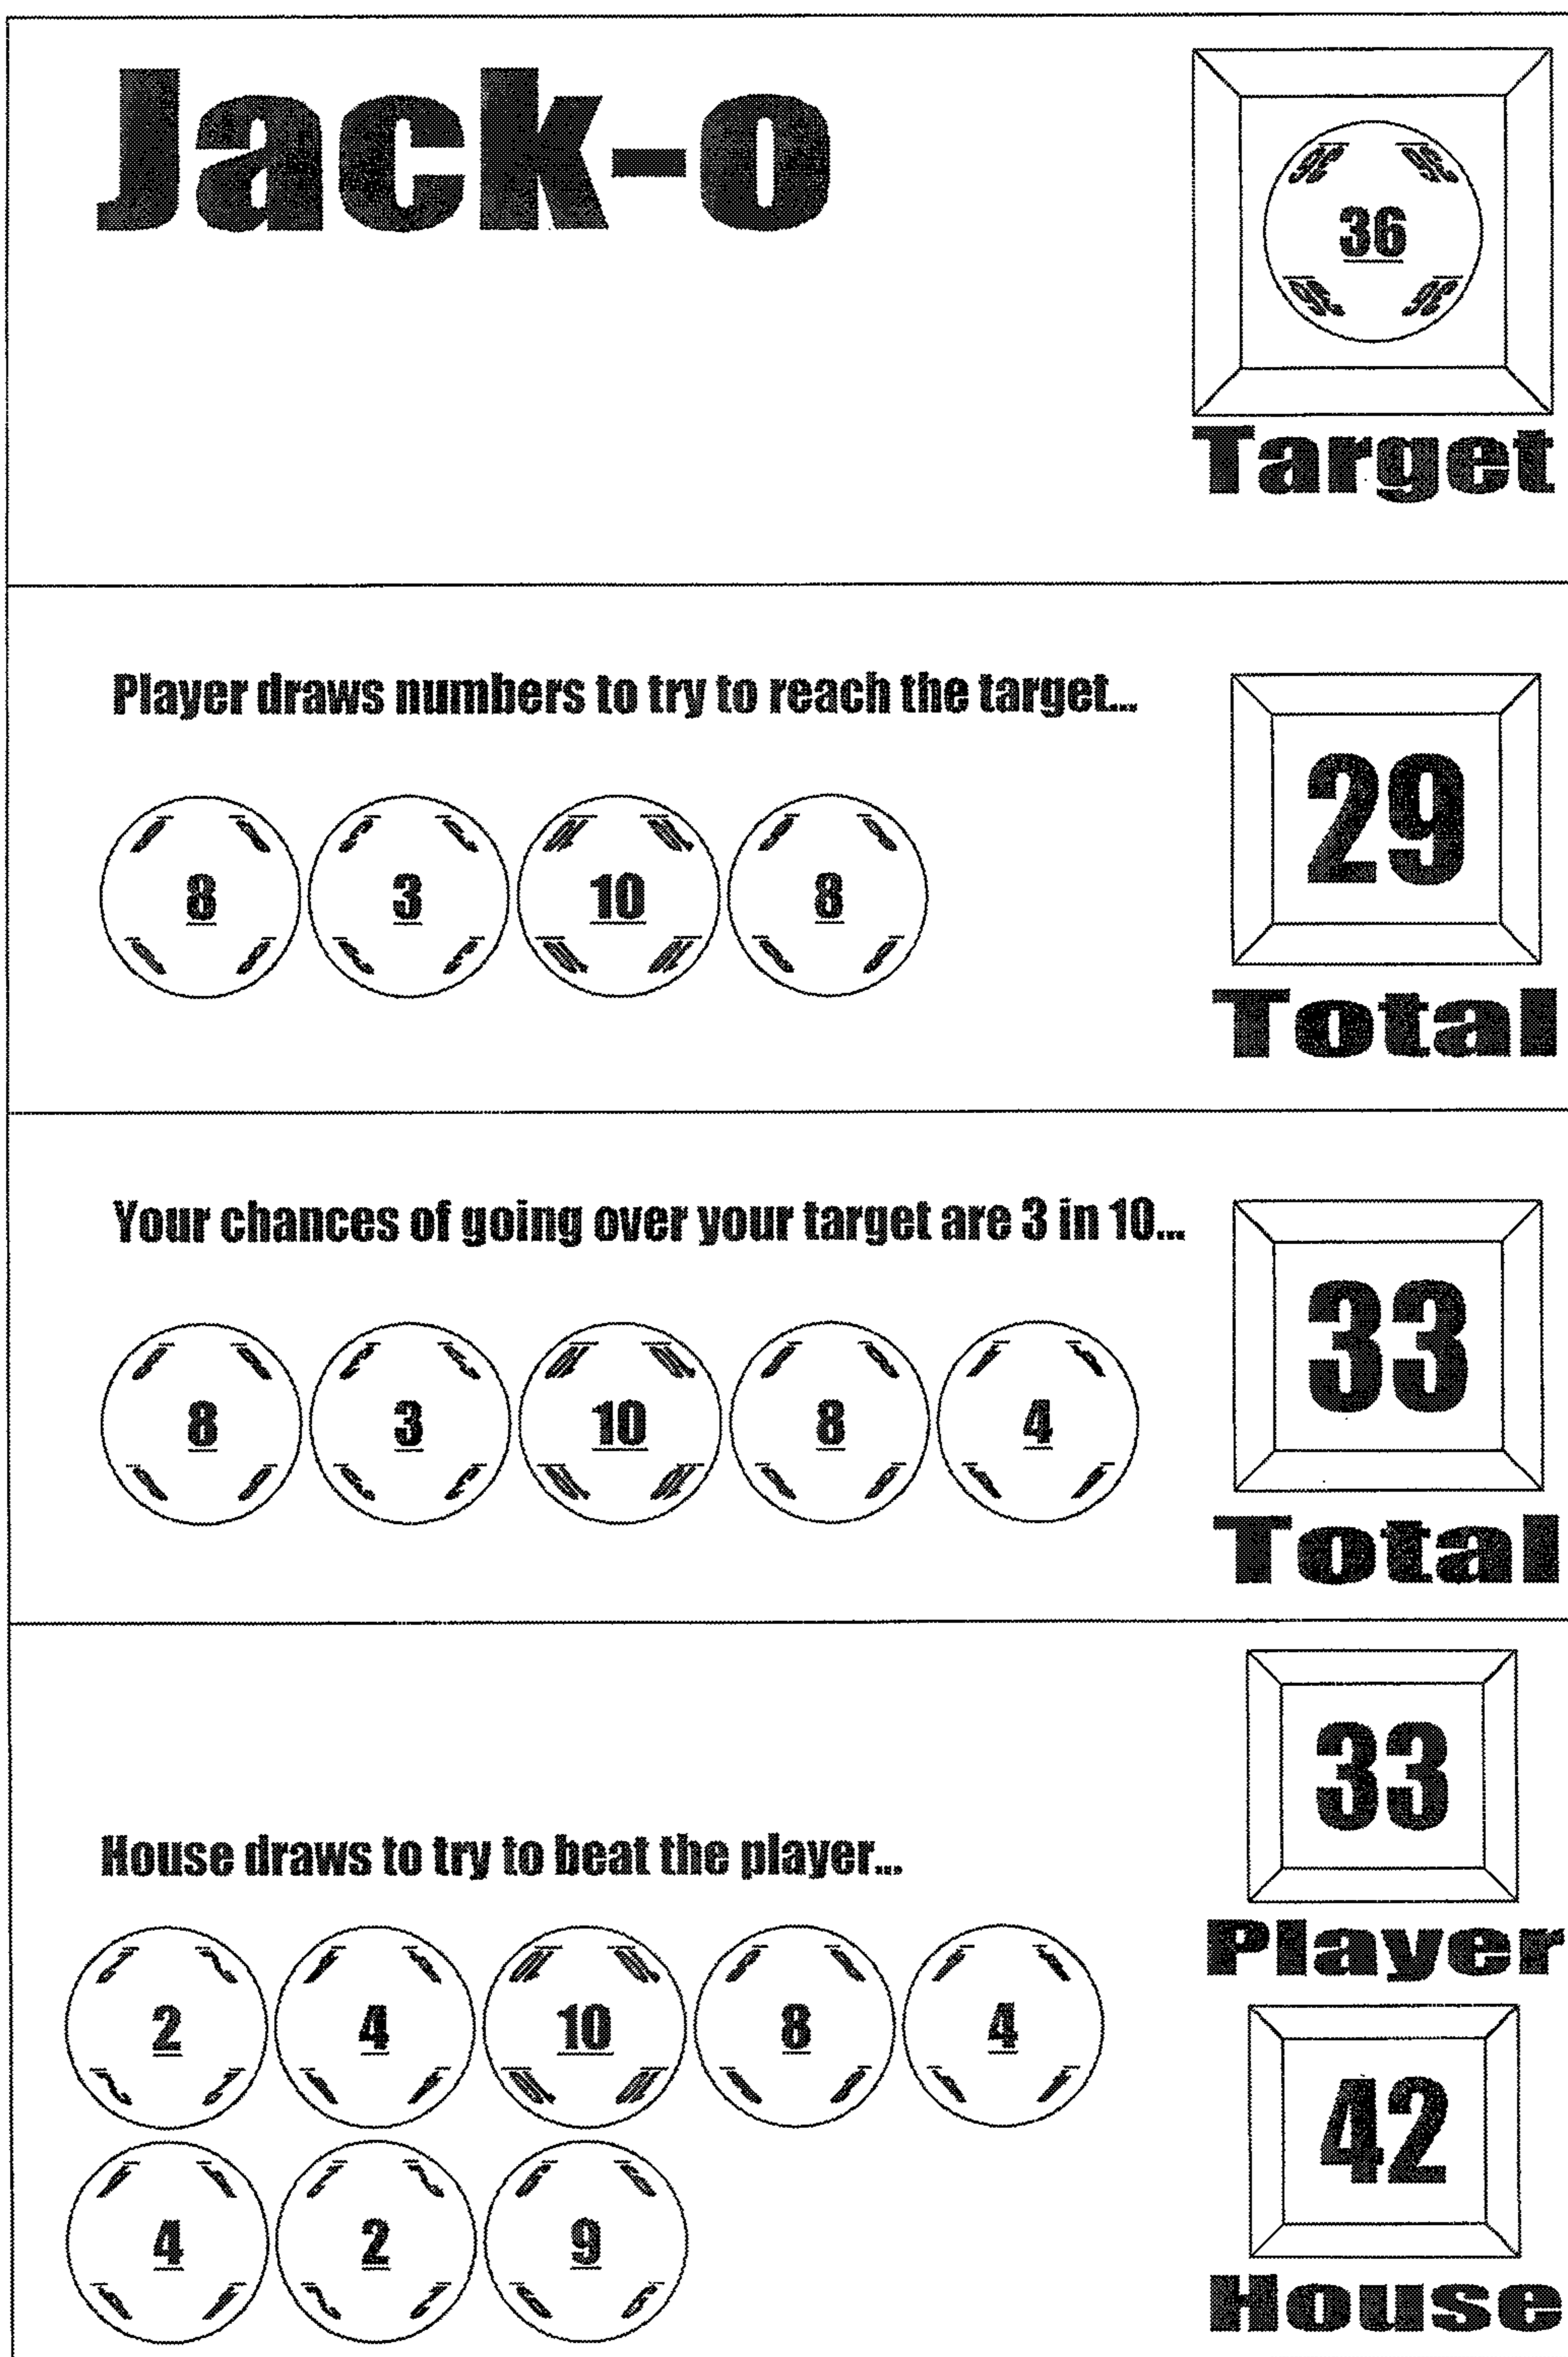 Jack-o
36
Target
Player draws numbers to try to reach the target...
8 3 10 8
29
Total
Your chances of going over your target are 3 in 10...
8 3 10 8 4
33
Total
33
Player
House draws to try to beat the player...
2 4 10 8 4
4 2 9
42
House